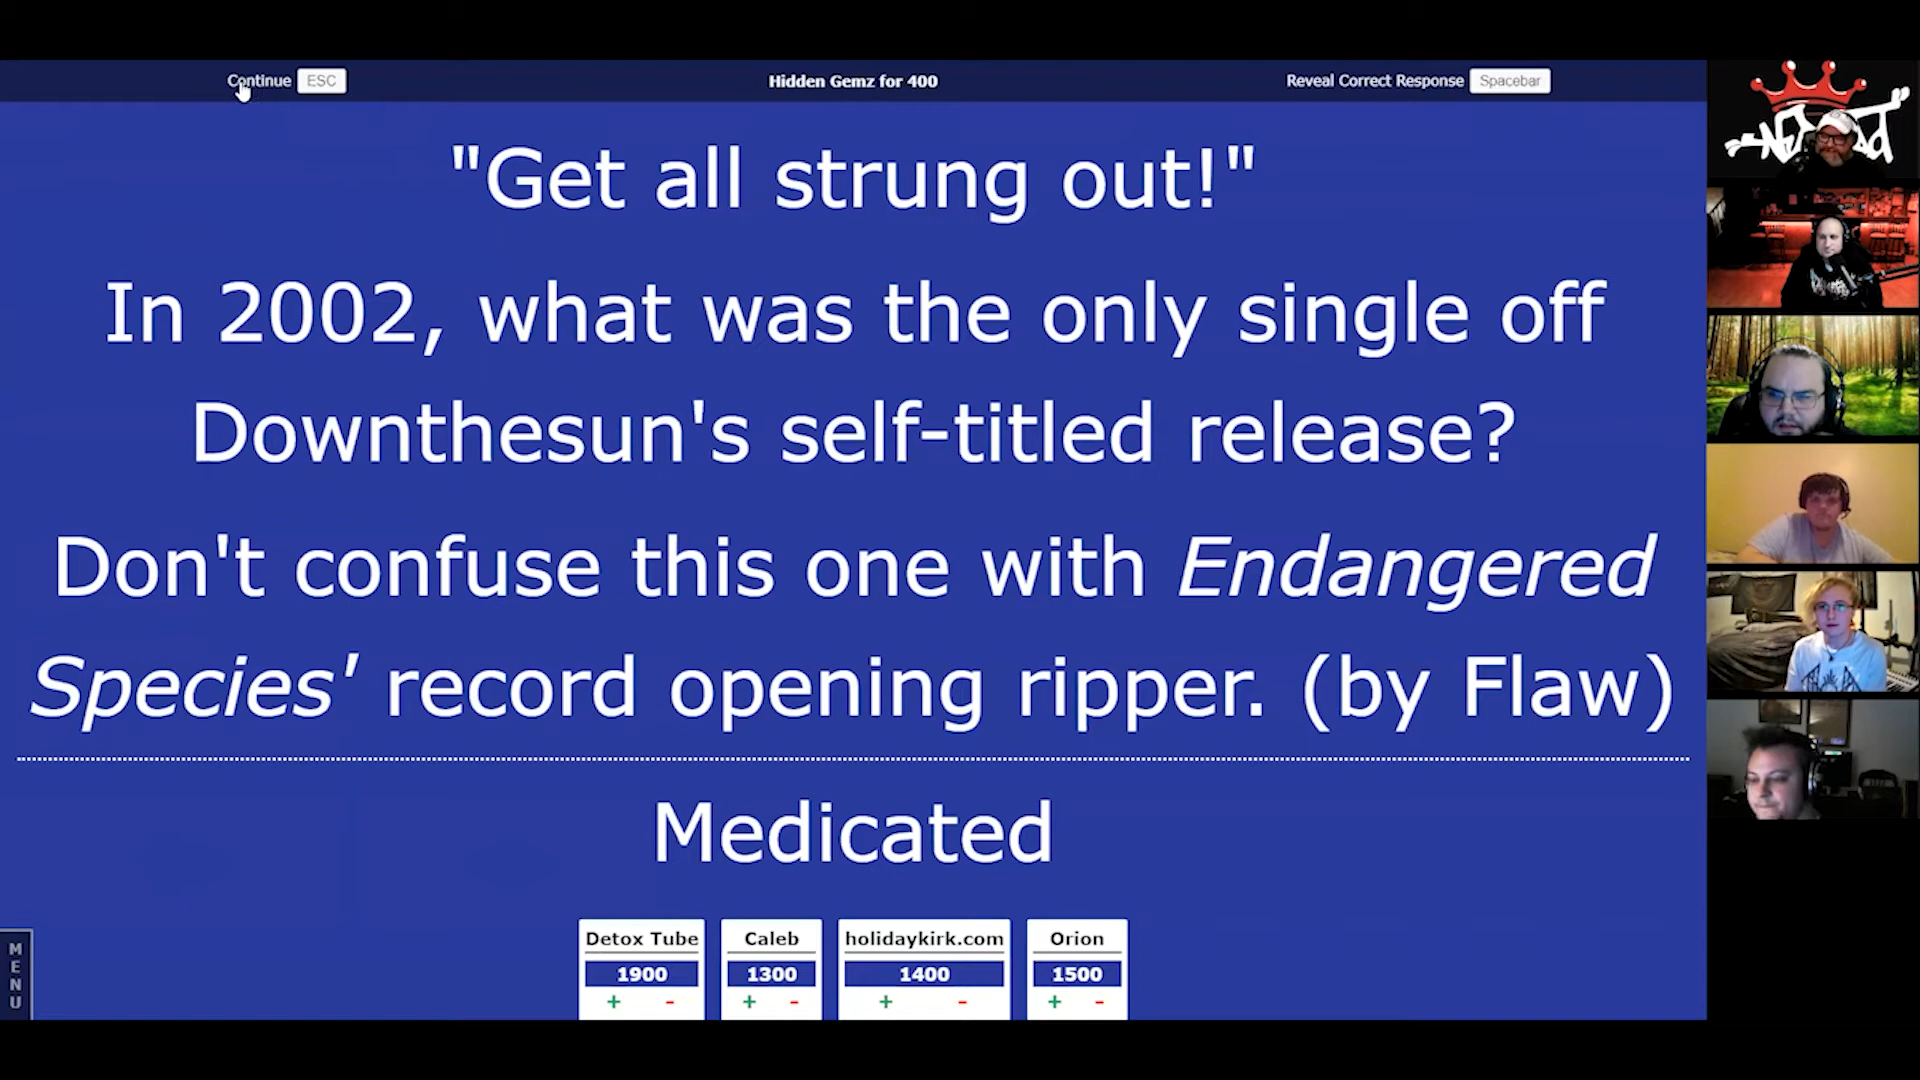 Continue ESC
Hidden Gemz for 400
Reveal Correct Response Spacebar
"Get all strung out!"
In 2002, what was the only single off
Downthesun's self-titled release?
Don't confuse this one with Endangered
Species' record opening ripper. (by Flaw)
Medicated
MENU
Detox Tube
1900
+ -
Caleb
1300
+ -
holidaykirk.com
1400
+ -
Orion
1500
+ -